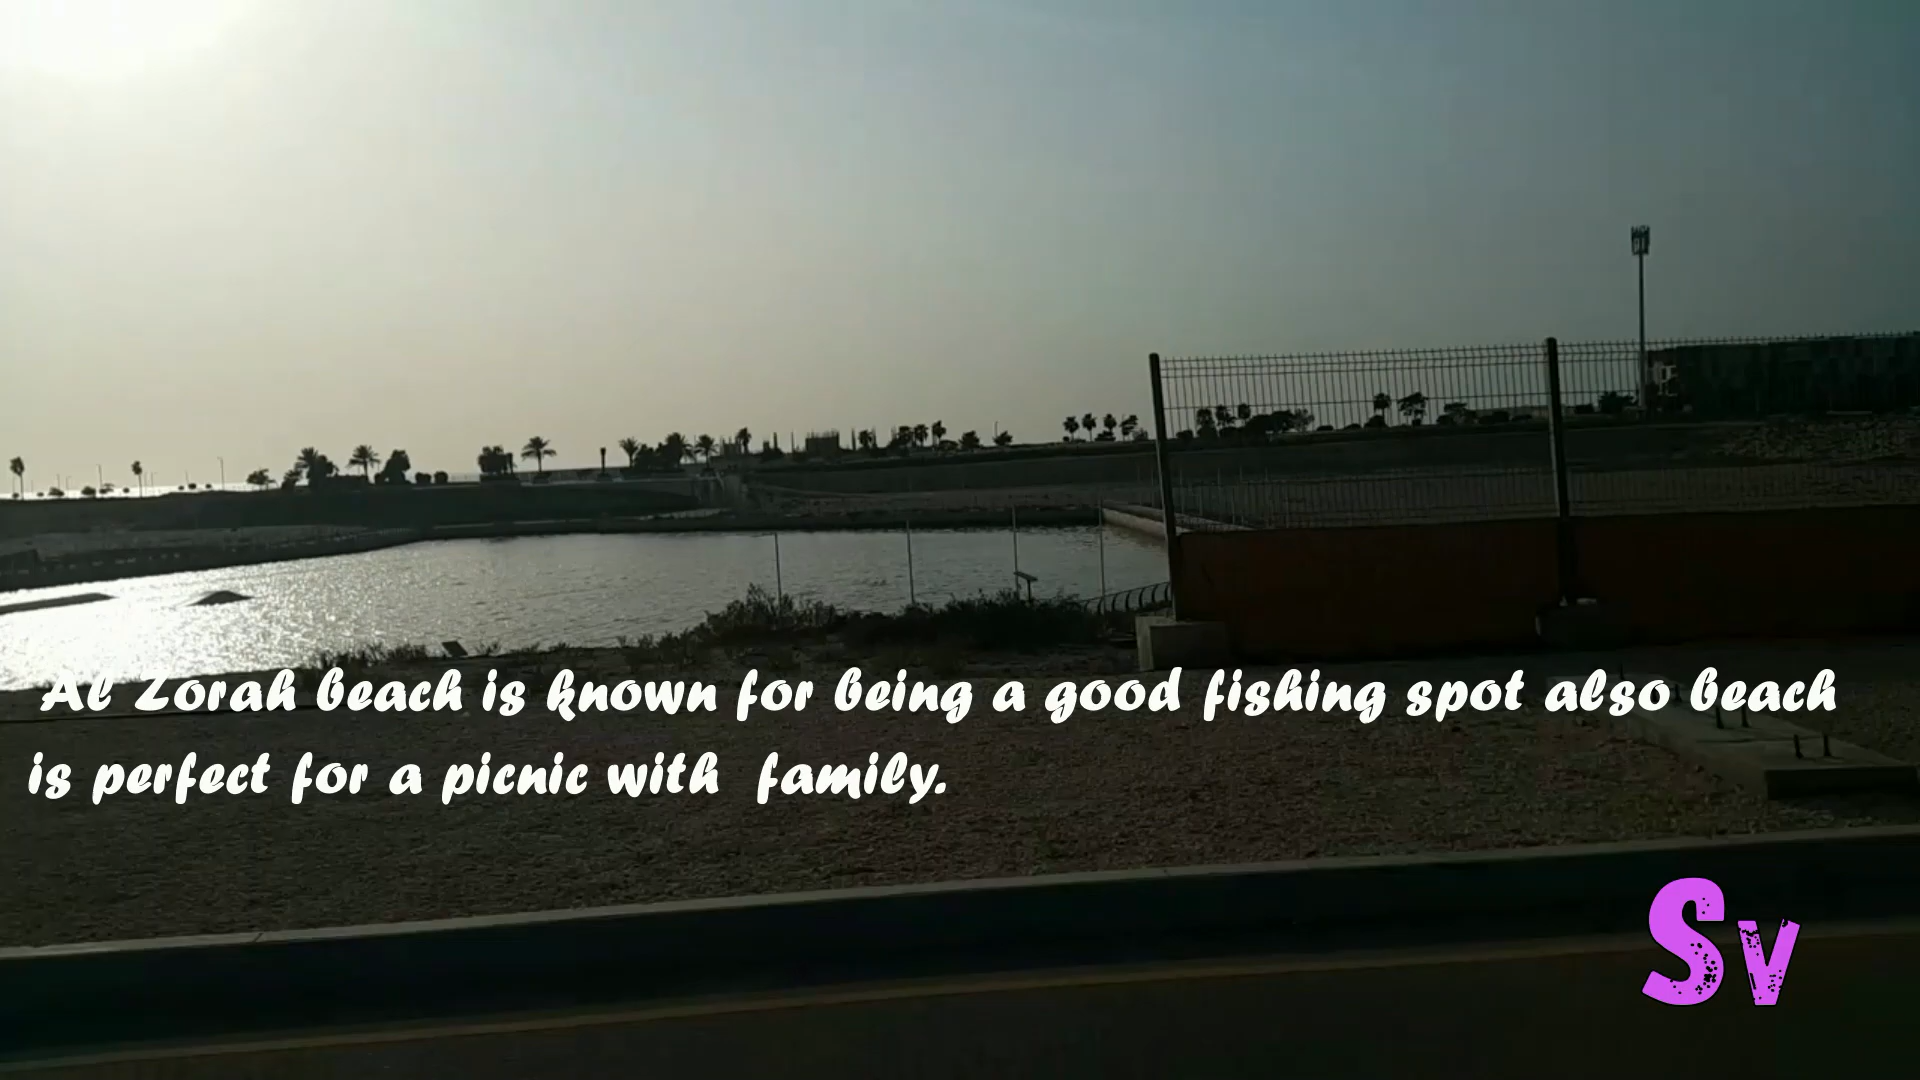 Al Zorah beach is known for being a good fishing spot also beach
is perfect for a picnic with family.
Sv